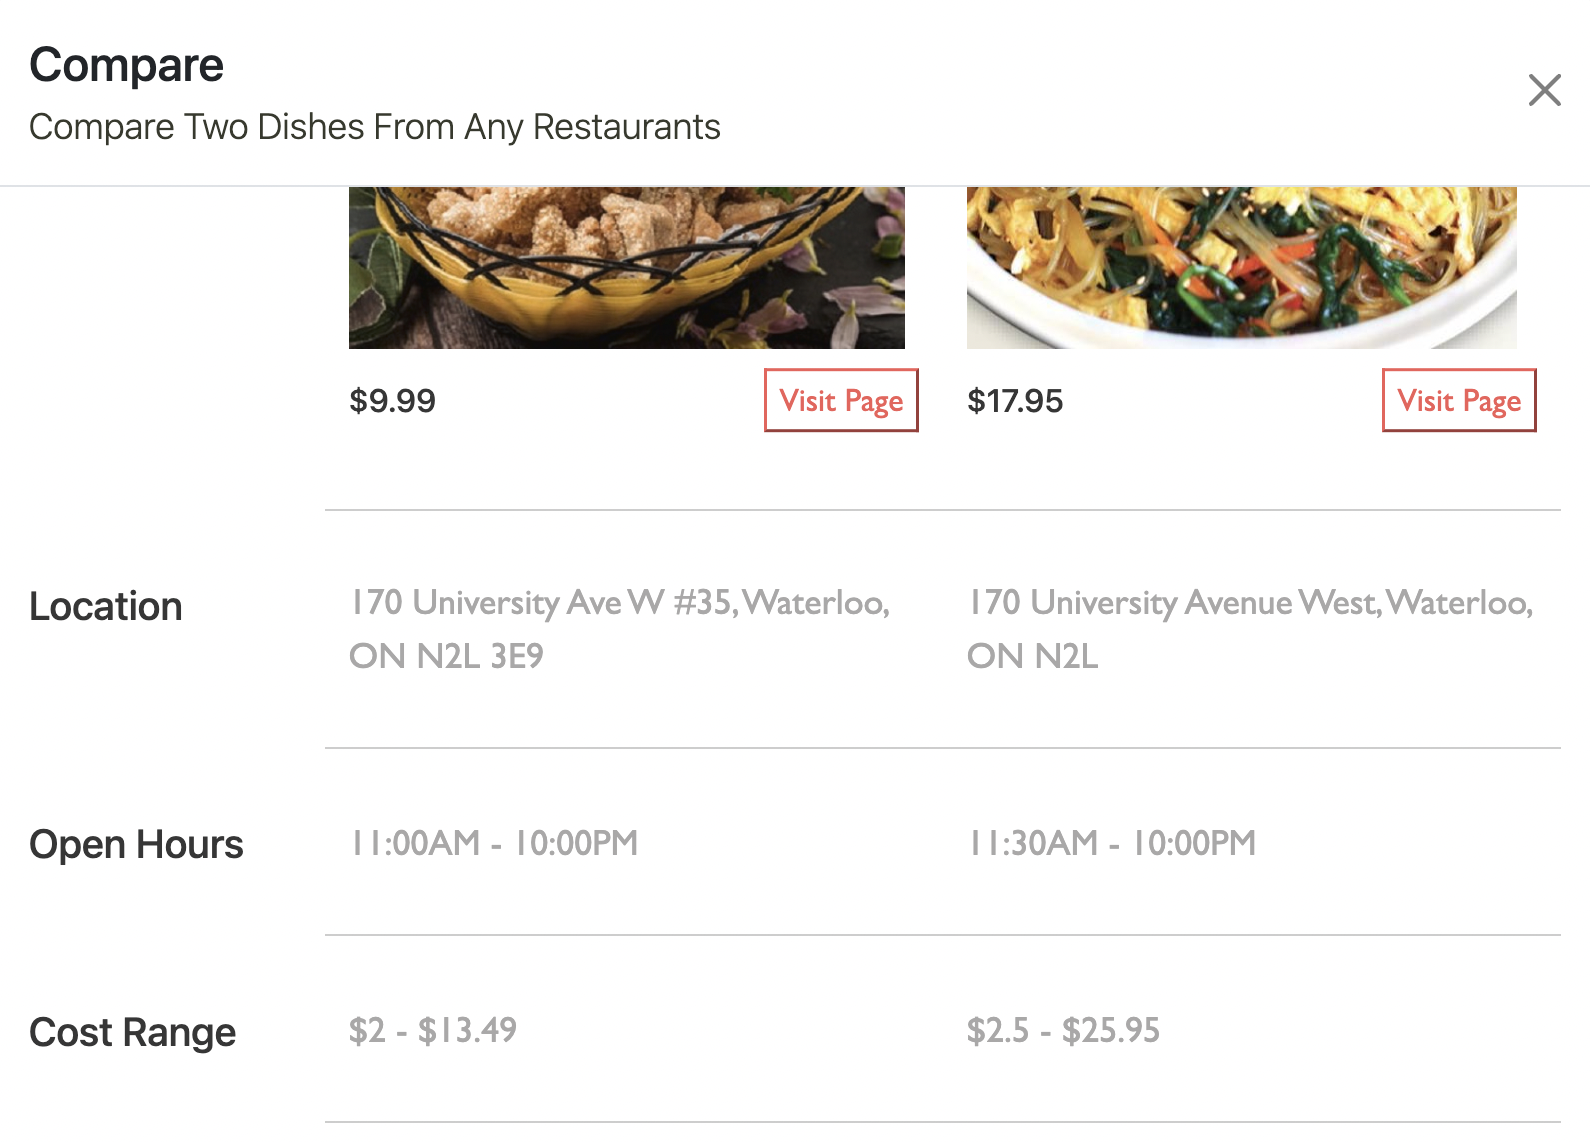 Compare
Compare Two Dishes From Any Restaurants
$9.99
Visit Page
$17.95
Visit Page
Location
170 University Ave W #35, Waterloo,
ON N2L 3E9
170 University Avenue West, Waterloo,
ON N2L
Open Hours
11:00AM - 10:00PM
11:30AM - 10:00PM
Cost Range
$2 - $13.49
$2.5 - $25.95